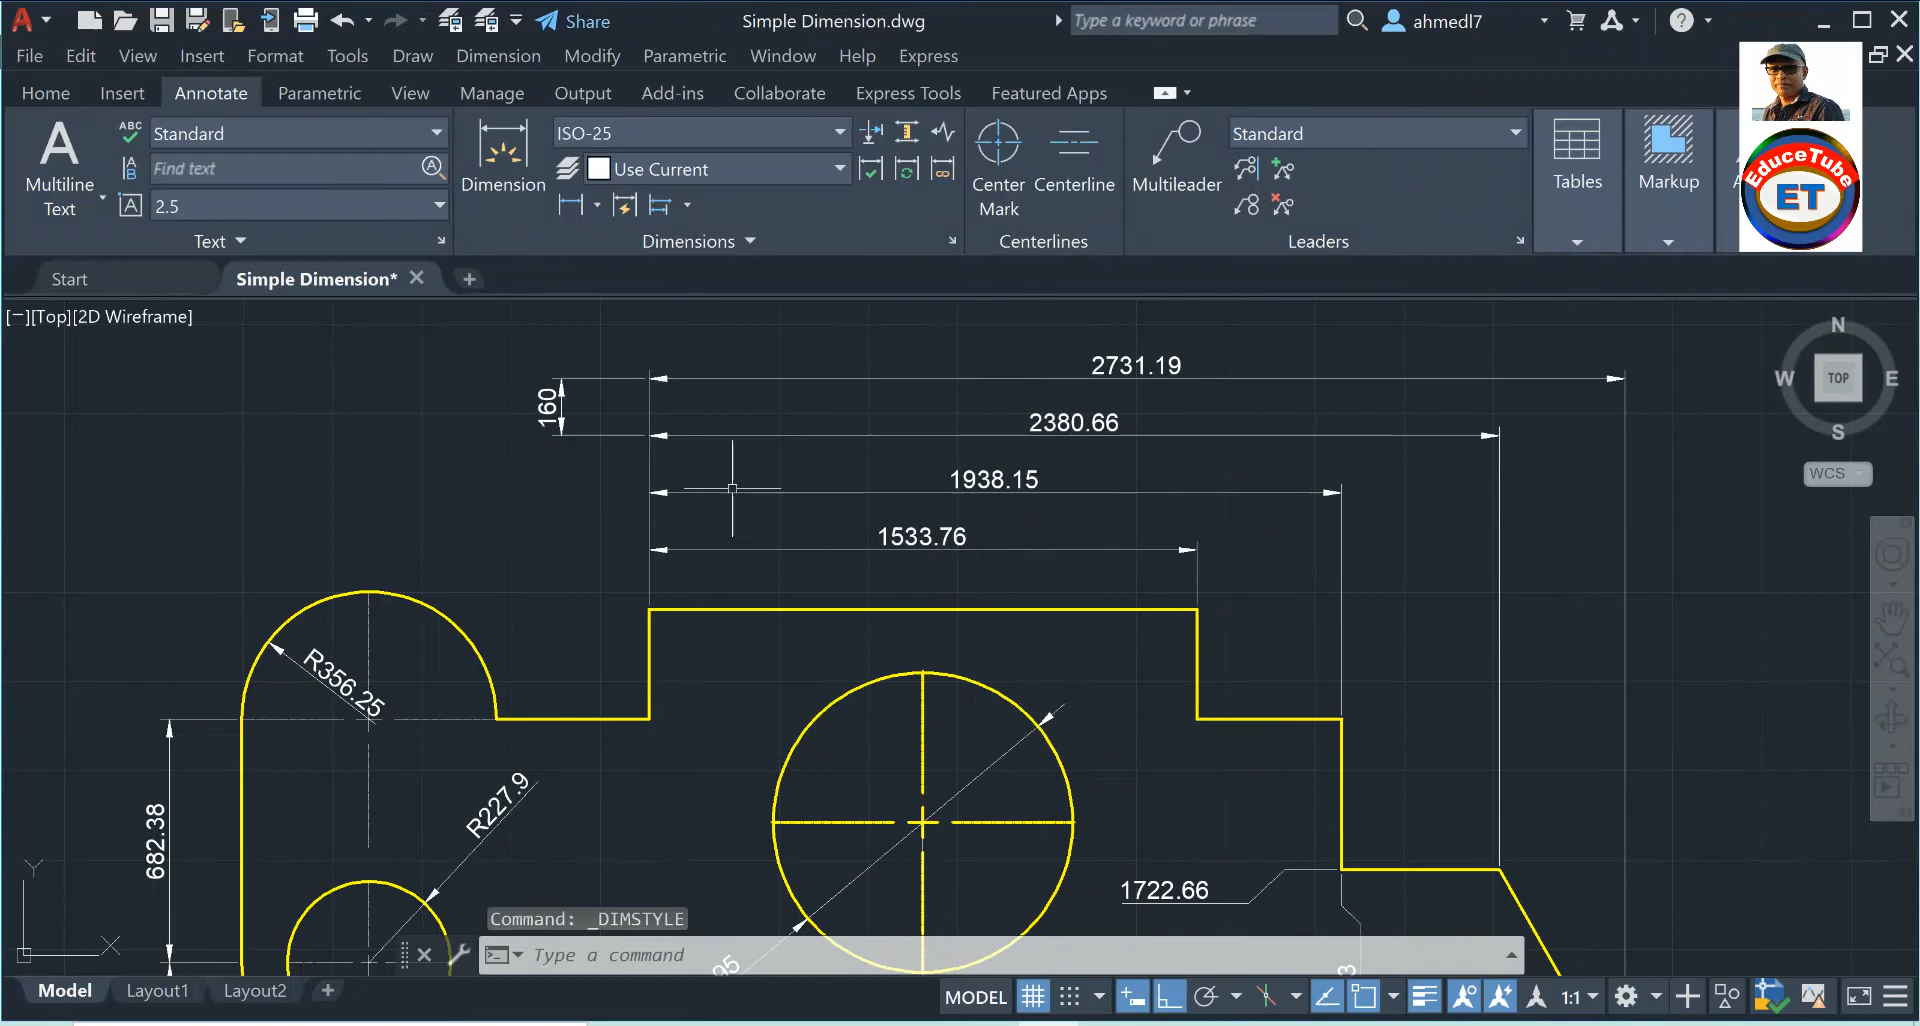 Share
Simple Dimension.dwg
Type a keyword or phrase
ahmedl7
File Edit View Insert Format Tools Draw Dimension Modify Parametric Window Help Express
Home Insert Annotate Parametric View Manage Output Add-ins Collaborate Express Tools Featured Apps
A
Multiline
Text
ABC
Standard
Find text
2.5
Text
Dimension
ISO-25
Use Current
Dimensions
Center
Mark
Centerline
Centerlines
Multileader
Standard
Leaders
Tables
Markup
EduceTube
ET
Start
Simple Dimension*
[−][Top][2D Wireframe]
N
W TOP E
S
WCS
2731.19
160
2380.66
1938.15
1533.76
R356.25
682.38
R227.9
1722.66
95
3
Y
X
Command: _DIMSTYLE
Type a command
Model Layout1 Layout2
MODEL
1:1